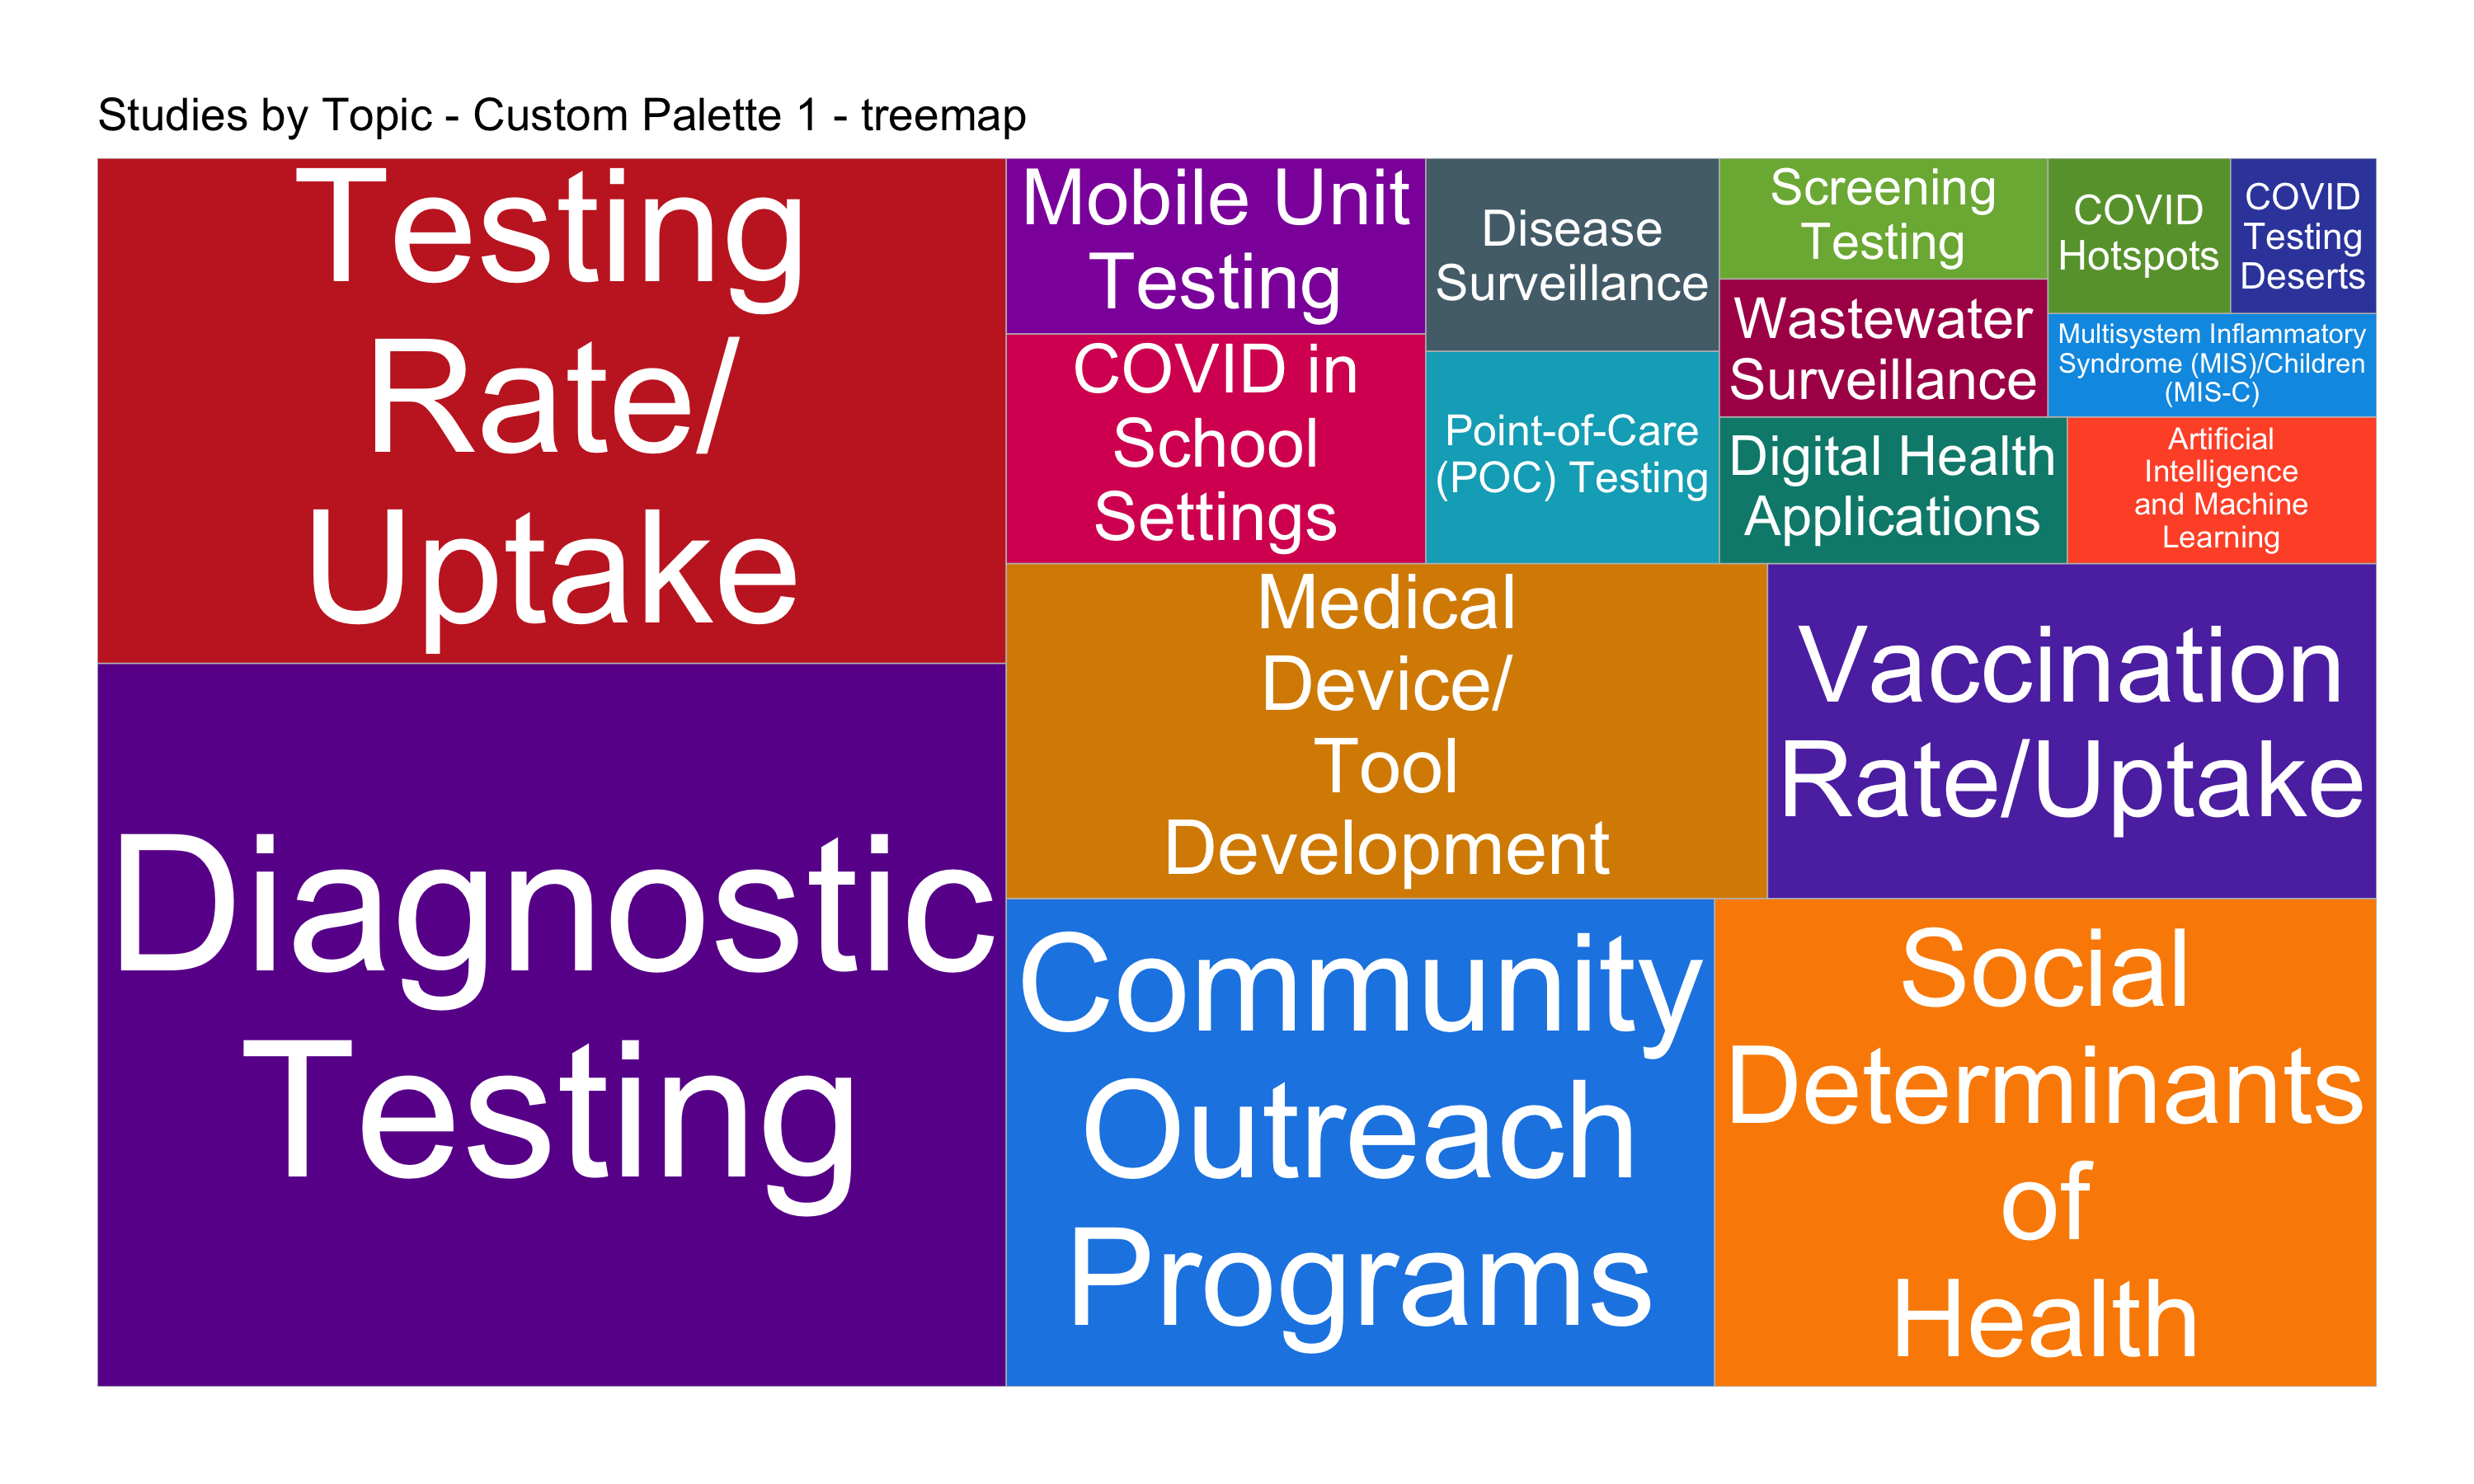 Studies by Topic - Custom Palette 1 - treemap
Testing
Rate/
Uptake
Diagnostic
Testing
Mobile Unit
Testing
COVID in
School
Settings
Disease
Surveillance
Point-of-Care
(POC) Testing
Screening
Testing
Wastewater
Surveillance
Digital Health
Applications
COVID
Hotspots
COVID
Testing
Deserts
Multisystem Inflammatory
Syndrome (MIS)/Children
(MIS-C)
Artificial
Intelligence
and Machine
Learning
Medical
Device/
Tool
Development
Vaccination
Rate/Uptake
Community
Outreach
Programs
Social
Determinants
of
Health